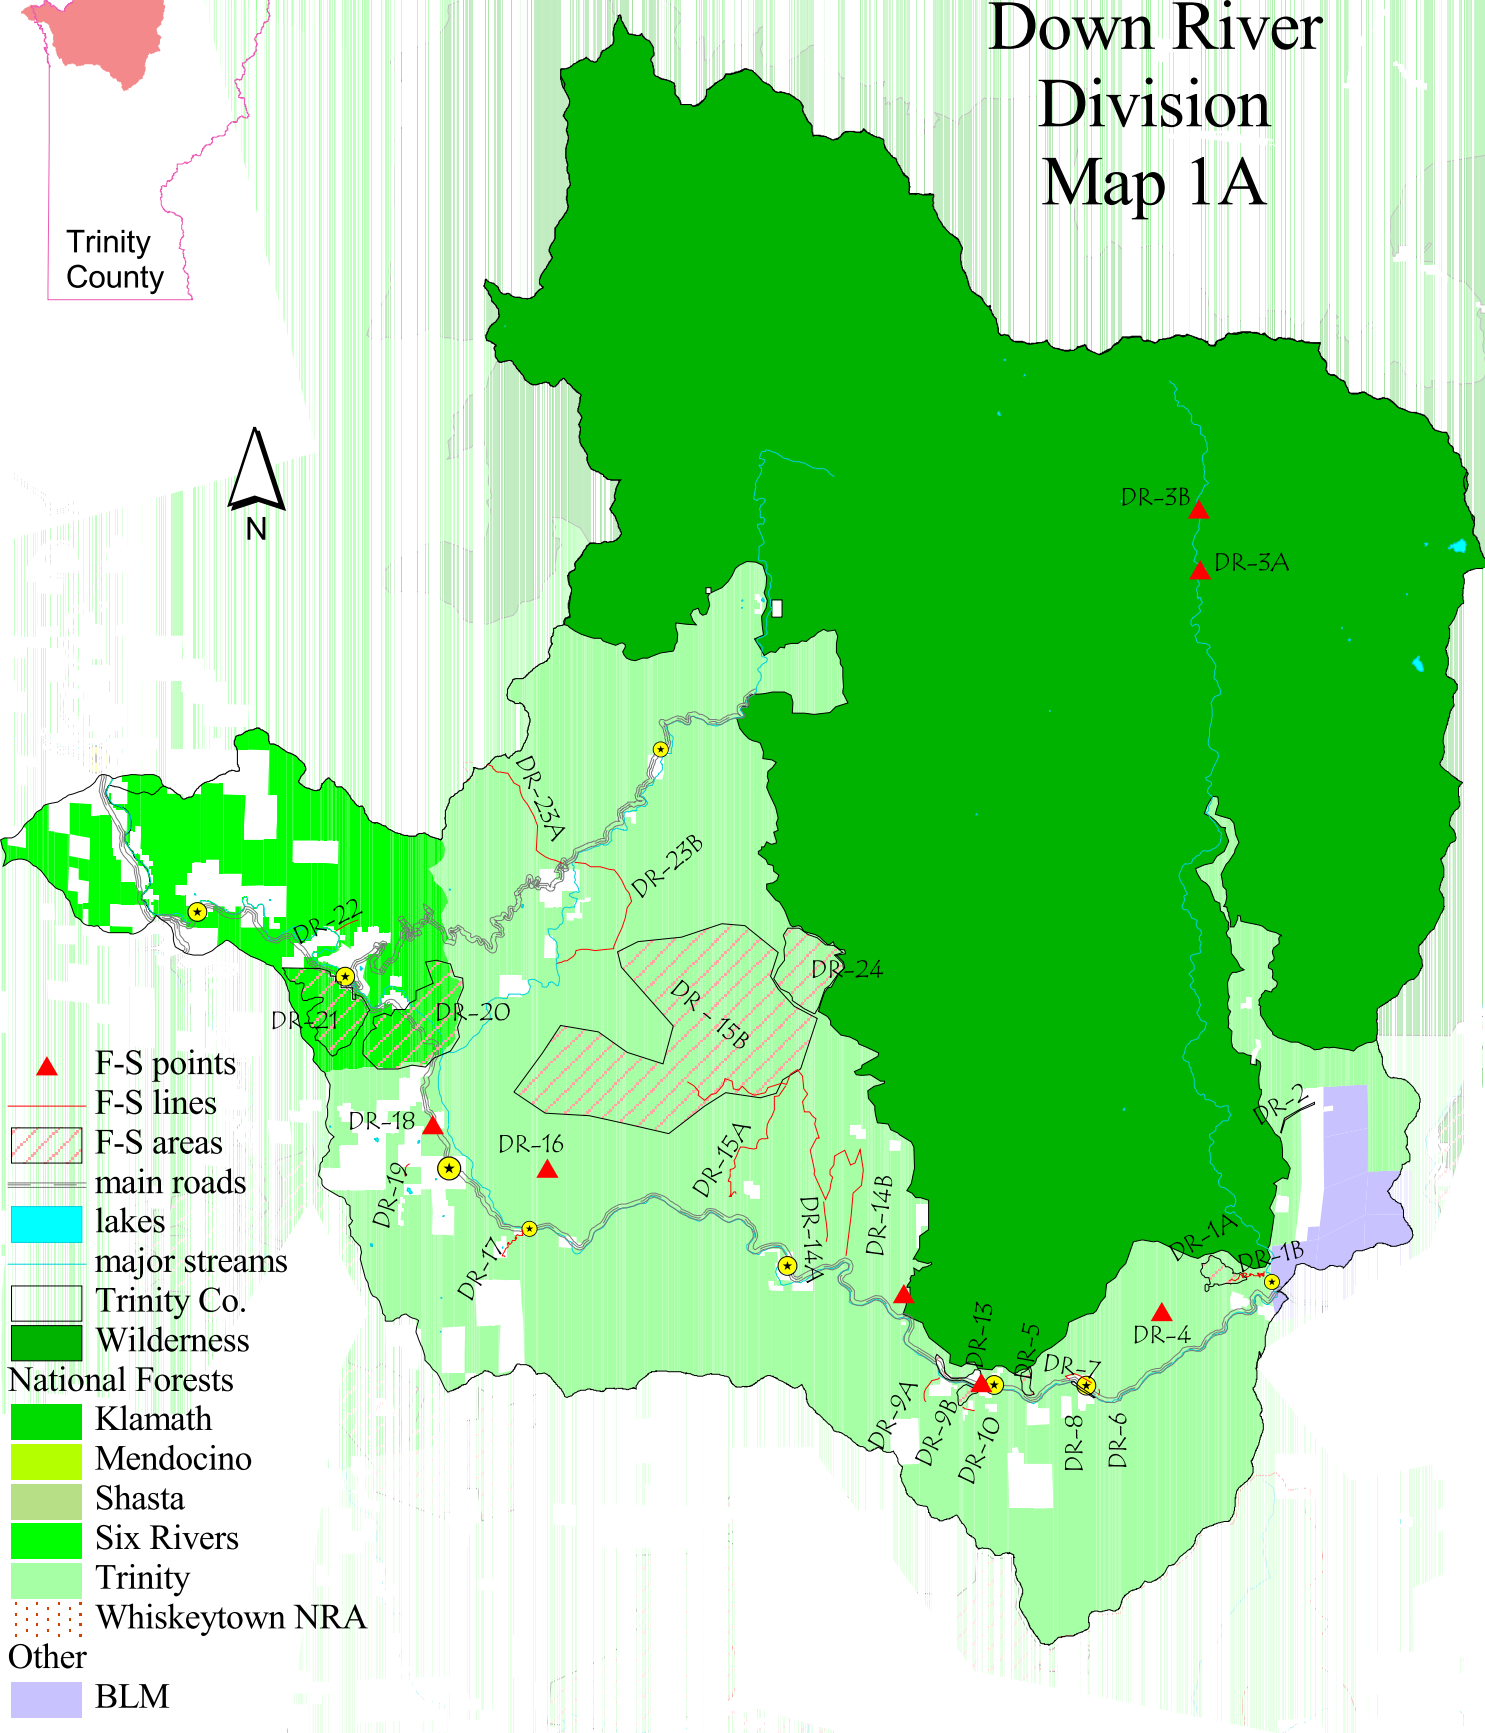 Down River
Division
Map 1A
Trinity
County
N
DR-3B
DR-3A
DR-23A
DR-23B
DR-22
DR-24
DR-21
DR-20
DR - 15B
DR-2
DR-18
DR-16
DR-15A
DR-19
DR-14B
DR-14A
DR-17
DR-1A
DR-1B
DR-4
DR-13
DR-5
DR-7
DR-9A
DR-9B
DR-10
DR-8
DR-6
F-S points
F-S lines
F-S areas
main roads
lakes
major streams
Trinity Co.
Wilderness
National Forests
Klamath
Mendocino
Shasta
Six Rivers
Trinity
Whiskeytown NRA
Other
BLM